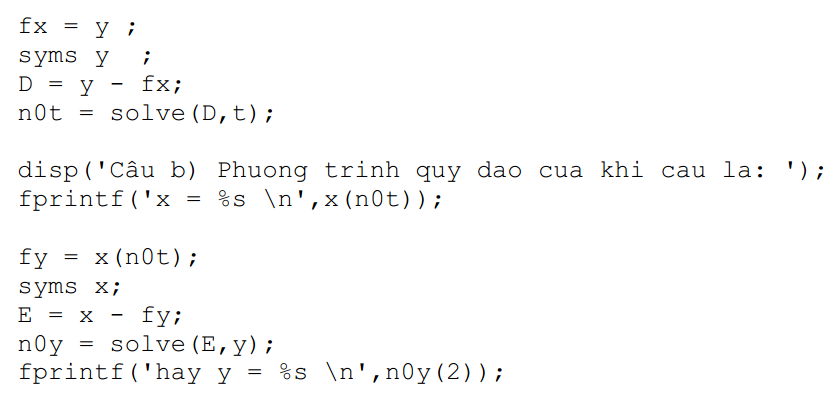 fx = y ;
syms y  ;
D = y - fx;
n0t = solve(D,t);
disp('Câu b) Phuong trinh quy dao cua khi cau la: ');
fprintf('x = %s \n',x(n0t));
fy = x(n0t);
syms x;
E = x - fy;
n0y = solve(E,y);
fprintf('hay y = %s \n',n0y(2));